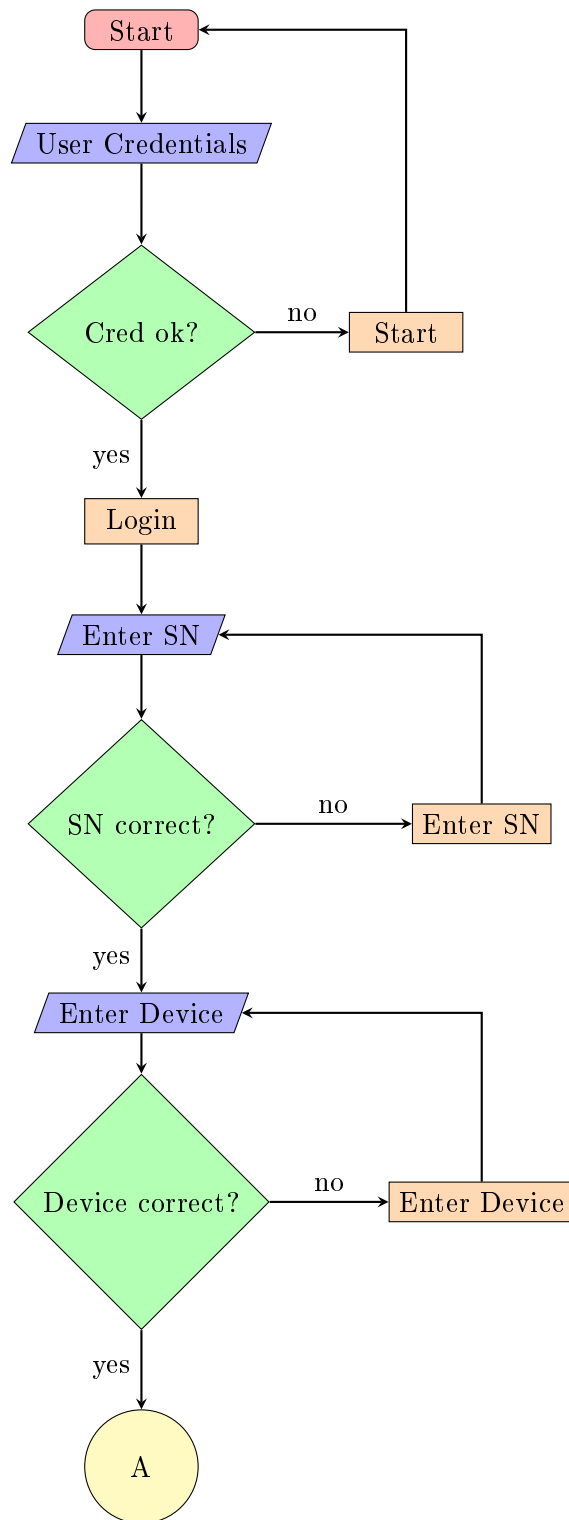 Start
User Credentials
Cred ok?
no
Start
yes
Login
Enter SN
SN correct?
no
Enter SN
yes
Enter Device
Device correct?
no
Enter Device
yes
A